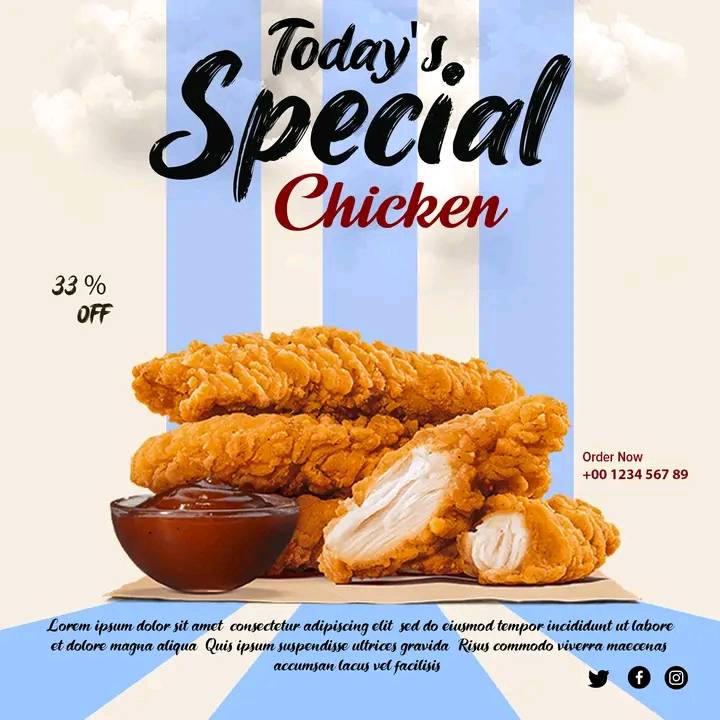 Today's
Special
Chicken
33 %
OFF
Order Now
+00 1234 567 89
Lorem ipsum dolor sit amet consectetur adipiscing elit sed do eiusmod tempor incididunt ut labore
et dolore magna aliqua Quis ipsum suspendisse ultrices gravida Risus commodo viverra maecenas
accumsan lacus vel facilisis